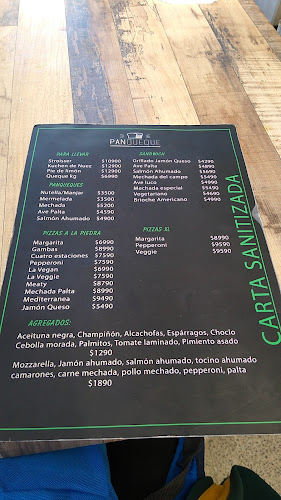 PANQUEQUE
PARA LLEVAR
Stroisser $10900
Kuchen de Nuez $12900
Pie de limón $12900
Queque kg $6990
PANQUEQUES
Nutella/Manjar $3500
Mermelada $3500
Mechada $5200
Ave Palta $4590
Salmón Ahumado $4900
SANDWICH
Grillado Jamón Queso $4290
Ave Palta $4890
Salmón Ahumado $5690
Mechada del campo $5490
Ave luco $4990
Mechada especial $5490
Vegetariano $4690
Brioche Americano $4990
PIZZAS A LA PIEDRA
Margarita $6990
Gambas $8990
Cuatro estaciones $7590
Pepperoni $7590
La Vegan $6990
La Veggie $7590
Meaty $8790
Mechada Palta $8990
Mediterranea $9490
Jamón Queso $5490
PIZZAS XL
Margarita $8990
Pepperoni $9590
Veggie $9590
AGREGADOS:
Aceituna negra, Champiñón, Alcachofas, Espárragos, Choclo
Cebolla morada, Palmitos, Tomate laminado, Pimiento asado
$1290
Mozzarella, Jamón ahumado, salmón ahumado, tocino ahumado
camarones, carne mechada, pollo mechado, pepperoni, palta
$1890
CARTA SANITIZADA